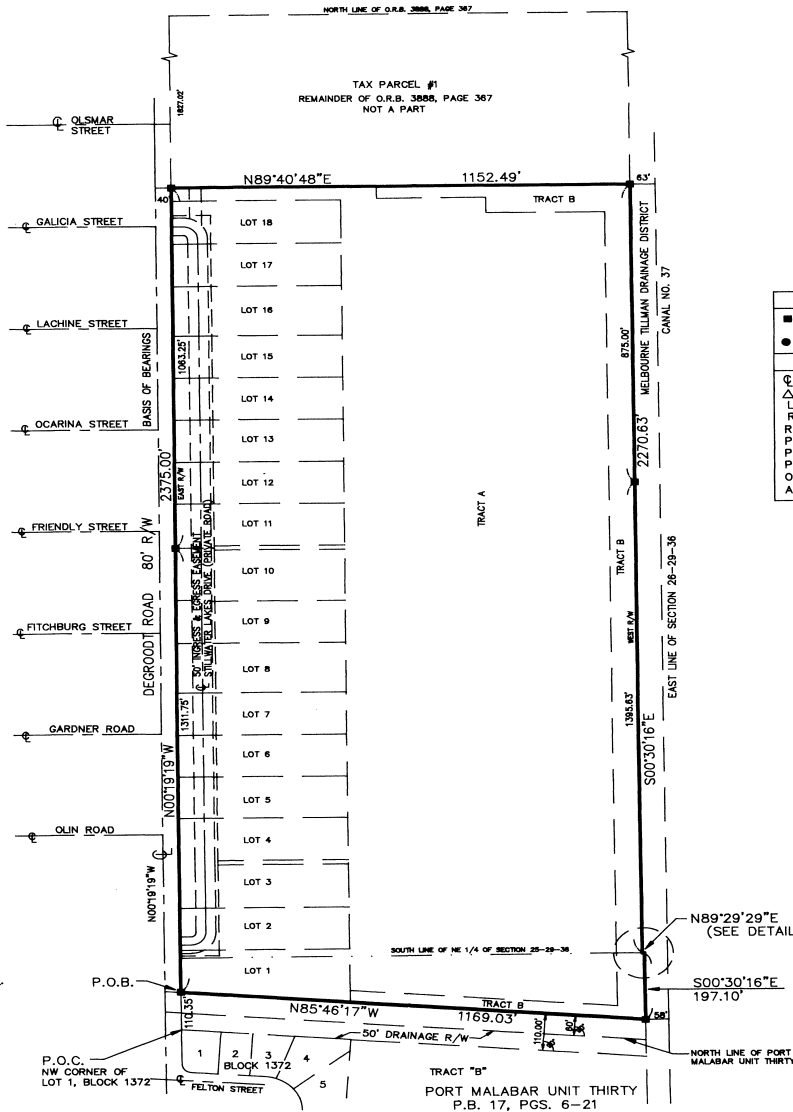 NORTH LINE OF O.R.B. 3888, PAGE 367
1827.02'
TAX PARCEL #1
REMAINDER OF O.R.B. 3888, PAGE 367
NOT A PART
℄ OLSMAR
STREET
N89°40'48"E 1152.49'
63'
40'
TRACT B
℄ GALICIA STREET
LOT 18
LOT 17
LOT 16
℄ LACHINE STREET
LOT 15
LOT 14
℄ OCARINA STREET
LOT 13
LOT 12
LOT 11
℄ FRIENDLY STREET
LOT 10
℄ FITCHBURG STREET
LOT 9
LOT 8
℄ GARDNER ROAD
LOT 7
LOT 6
LOT 5
℄ OLIN ROAD
LOT 4
LOT 3
LOT 2
LOT 1
BASIS OF BEARINGS
1063.25'
2375.00'
EAST R/W
DEGROODT ROAD 80' R/W
50' INGRESS & EGRESS EASEMENT
℄ STILLWATER LAKES DRIVE (PRIVATE ROAD)
1311.75'
N00°19'19"W
N00°19'19"W
℄
TRACT A
TRACT B
875.00'
MELBOURNE TILLMAN DRAINAGE DISTRICT
CANAL NO. 37
2270.63'
WEST R/W
1395.63'
EAST LINE OF SECTION 26-29-36
S00°30'16"E
■
●
℄
△
L
R
R
P
P
P
O
A
N89°29'29"E
(SEE DETAIL
SOUTH LINE OF NE 1/4 OF SECTION 25-29-36
P.O.B.
S00°30'16"E
197.10'
110.35'
N85°46'17"W 1169.03'
TRACT B
58'
50' DRAINAGE R/W
110.00'
60'
P.O.C.
NW CORNER OF
LOT 1, BLOCK 1372
1
2
3
4
5
BLOCK 1372
℄ FELTON STREET
NORTH LINE OF PORT
MALABAR UNIT THIRTY
TRACT "B"
PORT MALABAR UNIT THIRTY
P.B. 17, PGS. 6-21